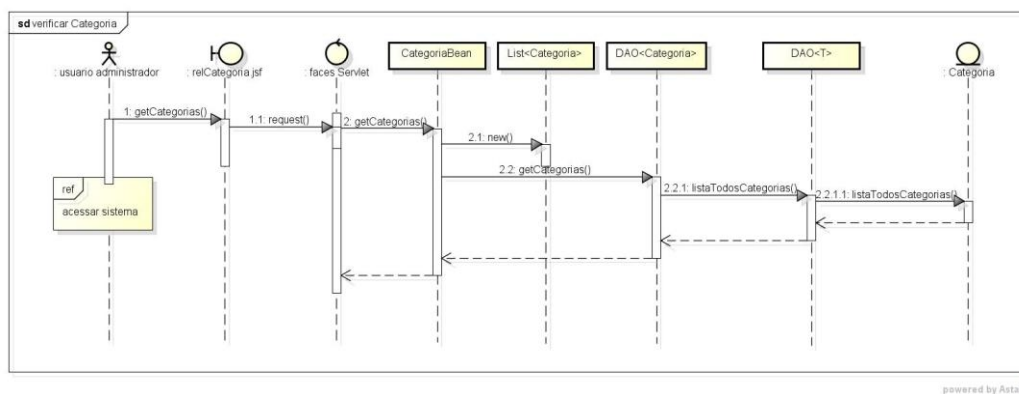 sd verificar Categoria
: usuario administrador
: relCategoria.jsf
: faces Servlet
CategoriaBean
List<Categoria>
DAO<Categoria>
DAO<T>
: Categoria
1: getCategorias()
1.1: request()
2: getCategorias()
2.1: new()
2.2: getCategorias()
2.2.1: listaTodosCategorias()
2.2.1.1: listaTodosCategorias()
ref
acessar sistema
powered by Asta